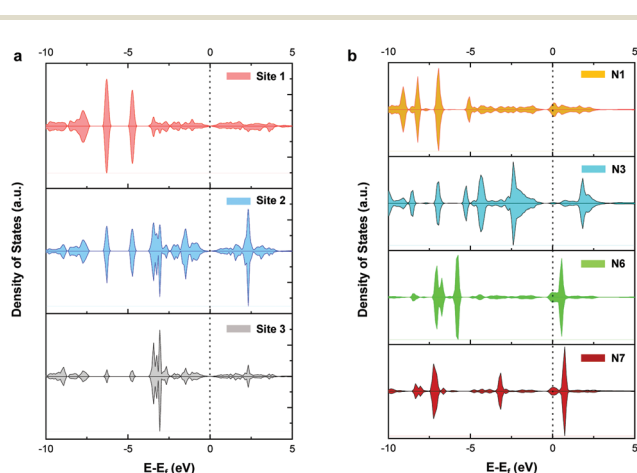 a
-10 -5 0 5
Site 1
Site 2
Site 3
Density of States (a.u.)
-10 -5 0 5
E-Ef (eV)
b
-10 -5 0 5
N1
N3
N6
N7
Density of States (a.u.)
-10 -5 0 5
E-Ef (eV)